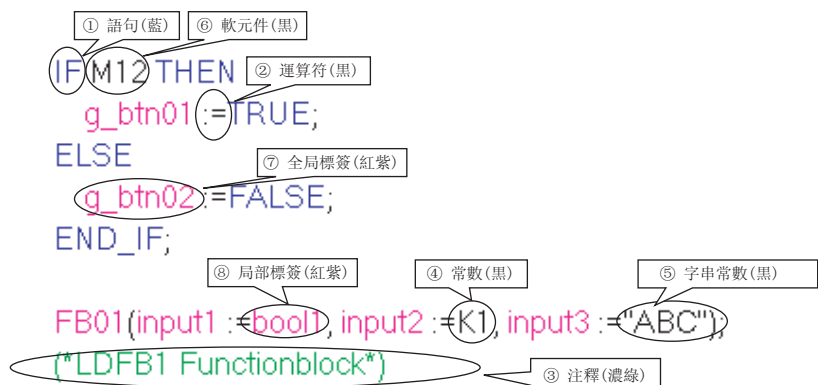 ① 語句(藍)
⑥ 軟元件(黑)
IF M12 THEN
② 運算符(黑)
g_btn01 :=TRUE;
ELSE
⑦ 全局標簽(紅紫)
g_btn02 :=FALSE;
END_IF;
⑧ 局部標簽(紅紫)
④ 常數(黑)
⑤ 字串常數(黑)
FB01(input1 :=bool1, input2 :=K1, input3 :="ABC");
(*LDFB1 Functionblock*)
③ 注釋(濃綠)